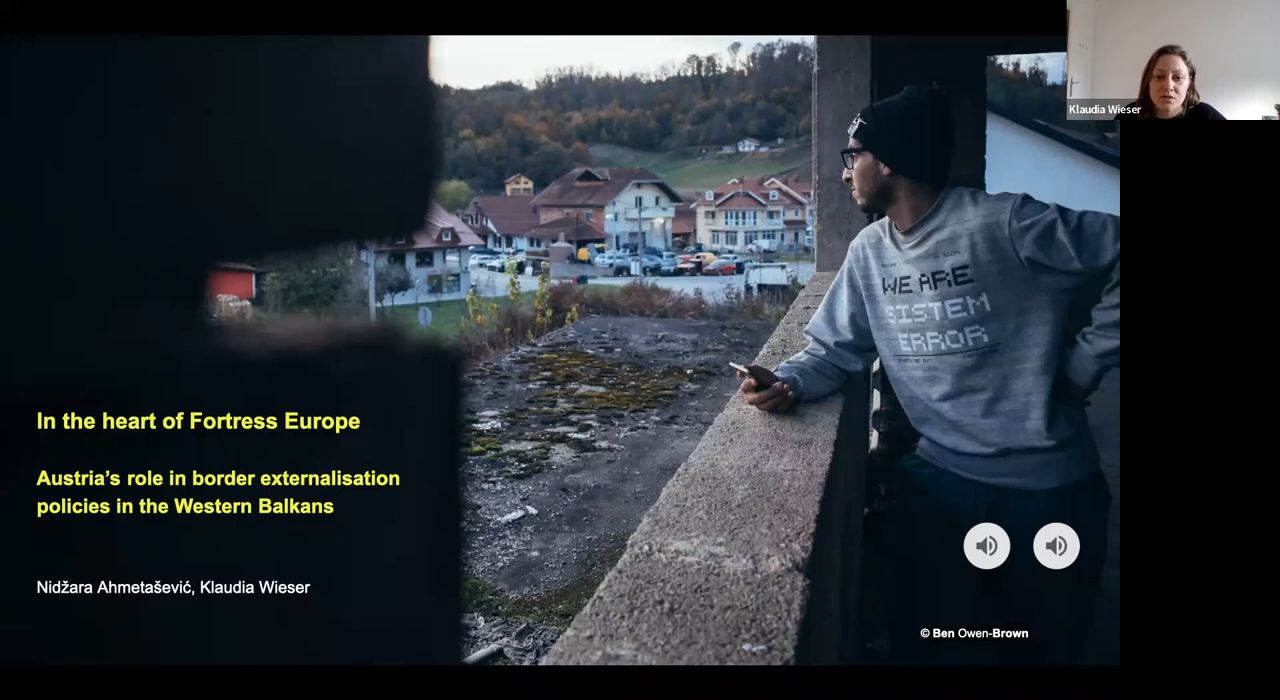 Klaudia Wieser
WE ARE
SISTEM
ERROR
In the heart of Fortress Europe
Austria’s role in border externalisation
policies in the Western Balkans
Nidžara Ahmetašević, Klaudia Wieser
© Ben Owen-Brown